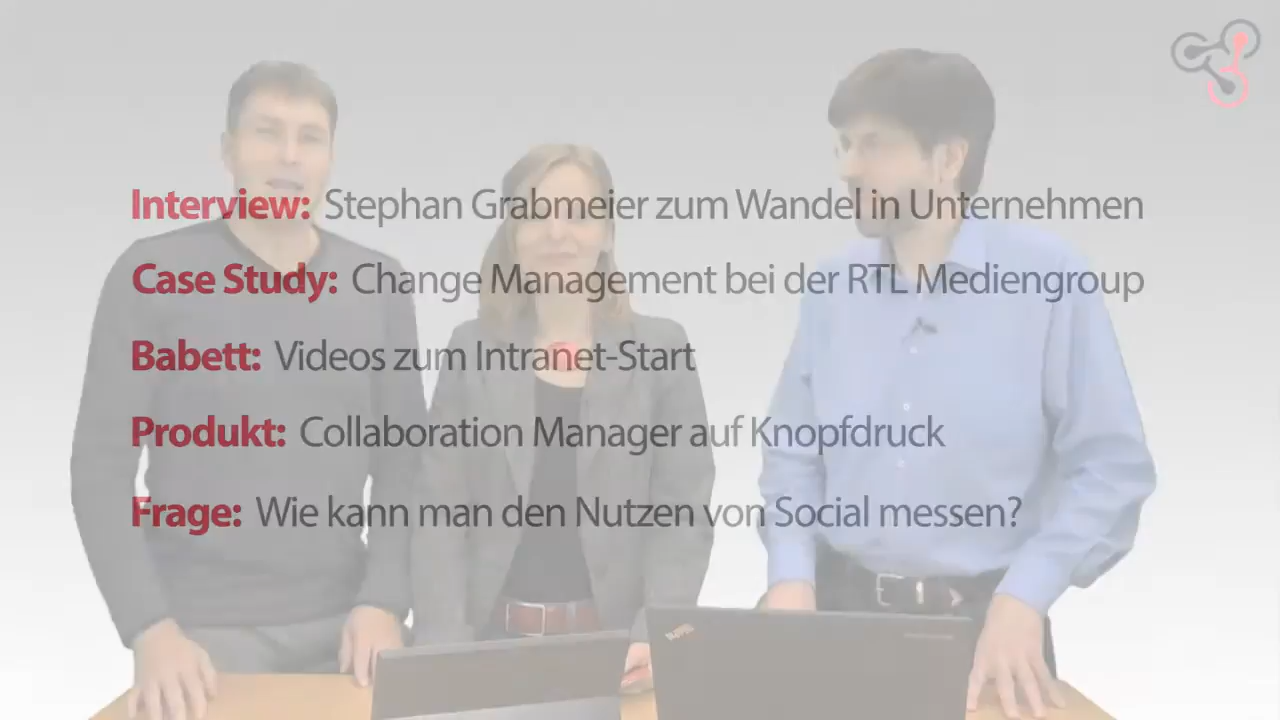 Interview: Stephan Grabmeier zum Wandel in Unternehmen
Case Study: Change Management bei der RTL Mediengroup
Babett: Videos zum Intranet-Start
Produkt: Collaboration Manager auf Knopfdruck
Frage: Wie kann man den Nutzen von Social messen?